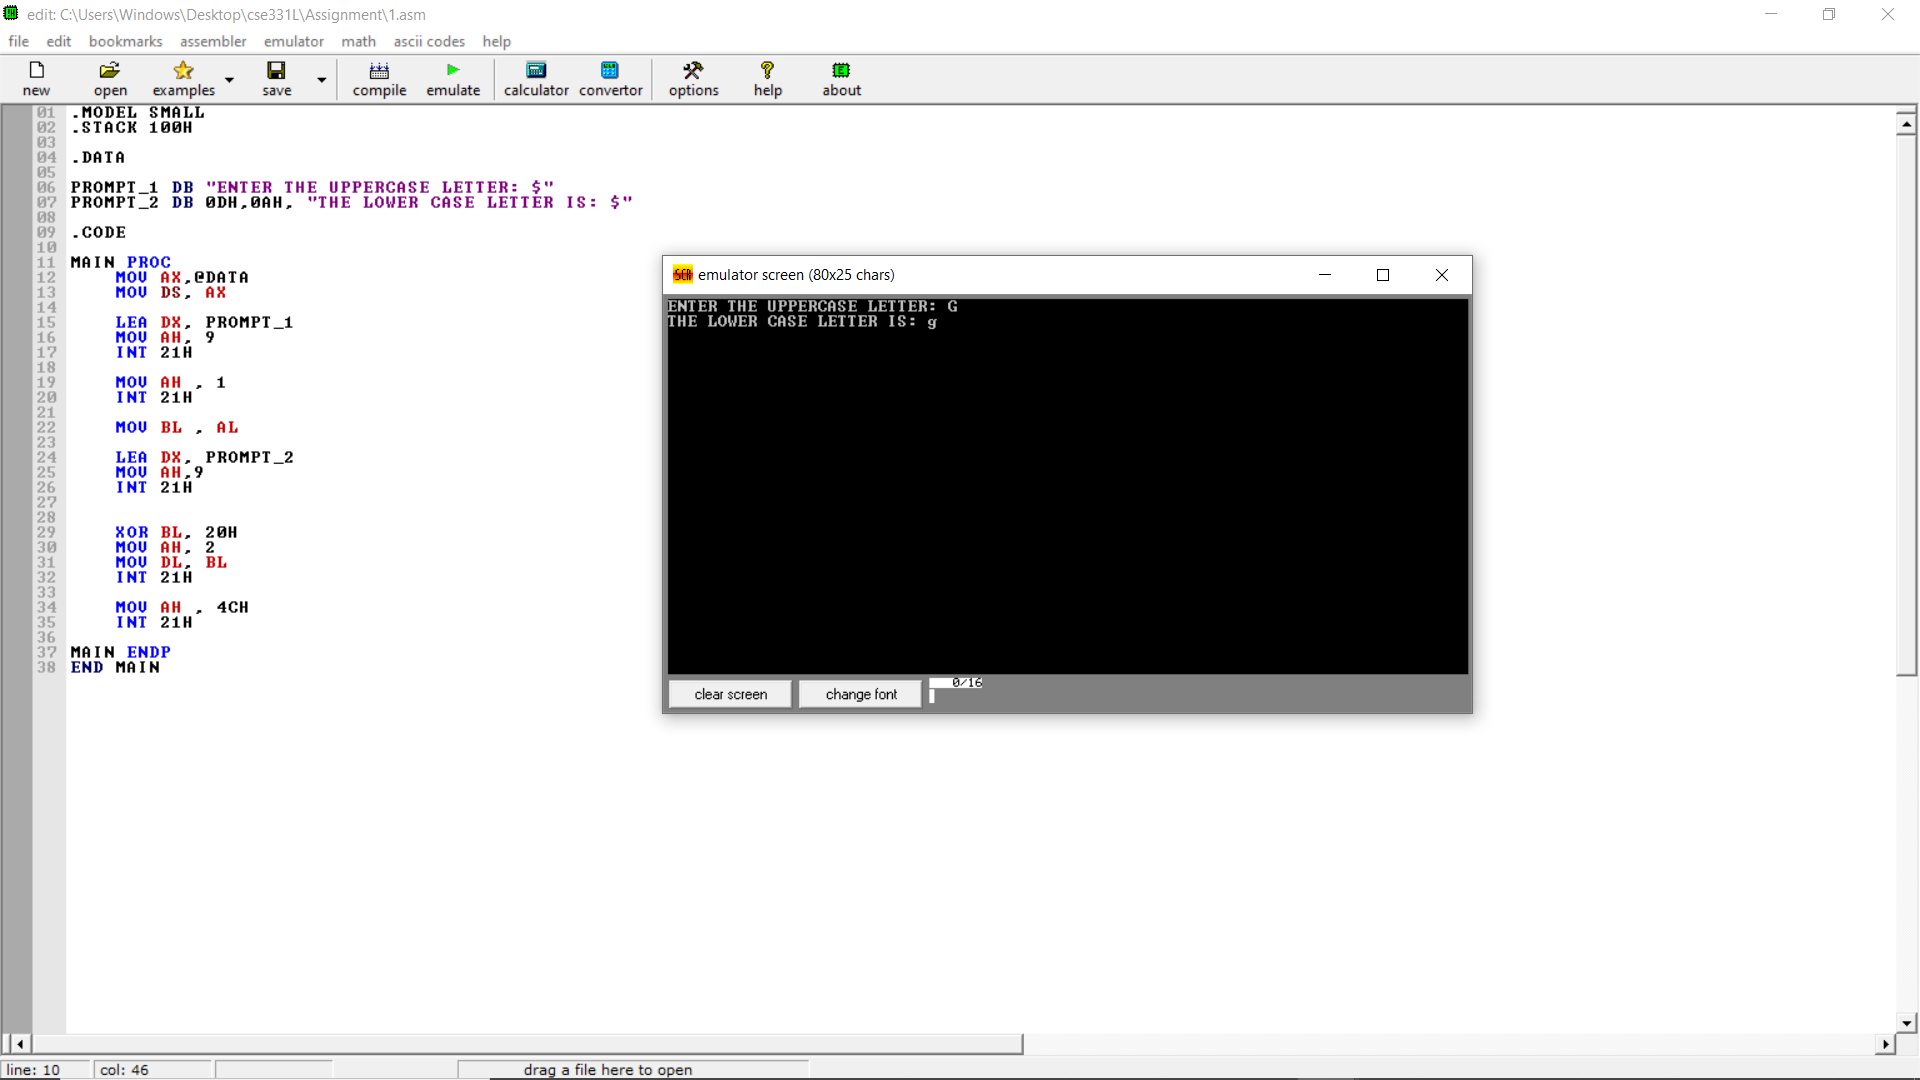 edit: C:\Users\Windows\Desktop\cse331L\Assignment\1.asm
file edit bookmarks assembler emulator math ascii codes help
new open examples save compile emulate calculator convertor options help about
01 .MODEL SMALL
02 .STACK 100H
03
04 .DATA
05
06 PROMPT_1 DB "ENTER THE UPPERCASE LETTER: $"
07 PROMPT_2 DB 0DH,0AH, "THE LOWER CASE LETTER IS: $"
08
09 .CODE
10
11 MAIN PROC
12 MOV AX,@DATA
13 MOV DS, AX
14
15 LEA DX, PROMPT_1
16 MOV AH, 9
17 INT 21H
18
19 MOV AH , 1
20 INT 21H
21
22 MOV BL , AL
23
24 LEA DX, PROMPT_2
25 MOV AH,9
26 INT 21H
27
28
29 XOR BL, 20H
30 MOV AH, 2
31 MOV DL, BL
32 INT 21H
33
34 MOV AH , 4CH
35 INT 21H
36
37 MAIN ENDP
38 END MAIN
SCR emulator screen (80x25 chars)
ENTER THE UPPERCASE LETTER: G
THE LOWER CASE LETTER IS: g
clear screen change font 0/16
line: 10 col: 46 drag a file here to open